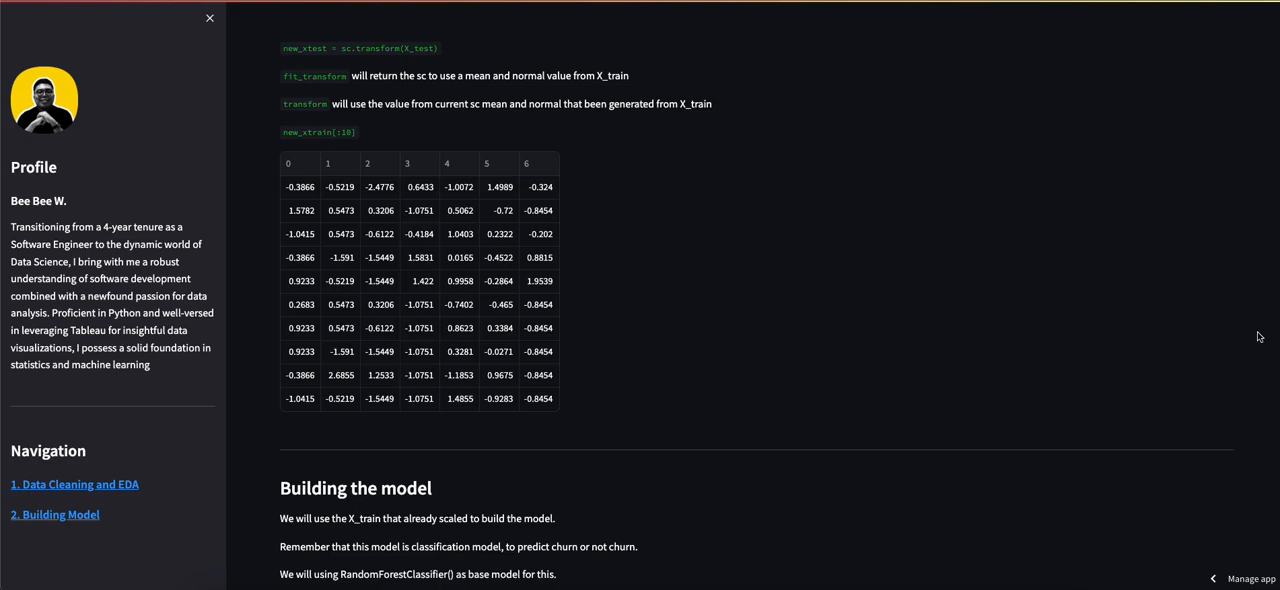 Profile
Bee Bee W.
Transitioning from a 4-year tenure as a
Software Engineer to the dynamic world of
Data Science, I bring with me a robust
understanding of software development
combined with a newfound passion for data
analysis. Proficient in Python and well-versed
in leveraging Tableau for insightful data
visualizations, I possess a solid foundation in
statistics and machine learning
Navigation
1. Data Cleaning and EDA
2. Building Model
new_xtest = sc.transform(X_test)
fit_transform will return the sc to use a mean and normal value from X_train
transform will use the value from current sc mean and normal that been generated from X_train
new_xtrain[:10]
0 1 2 3 4 5 6
-0.3866 -0.5219 -2.4776 0.6433 -1.0072 1.4989 -0.324
1.5782 0.5473 0.3206 -1.0751 0.5062 -0.72 -0.8454
-1.0415 0.5473 -0.6122 -0.4184 1.0403 0.2322 -0.202
-0.3866 -1.591 -1.5449 1.5831 0.0165 -0.4522 0.8815
0.9233 -0.5219 -1.5449 1.422 0.9958 -0.2864 1.9539
0.2683 0.5473 0.3206 -1.0751 -0.7402 -0.465 -0.8454
0.9233 0.5473 -0.6122 -1.0751 0.8623 0.3384 -0.8454
0.9233 -1.591 -1.5449 -1.0751 0.3281 -0.0271 -0.8454
-0.3866 2.6855 1.2533 -1.0751 -1.1853 0.9675 -0.8454
-1.0415 -0.5219 -1.5449 -1.0751 1.4855 -0.9283 -0.8454
Building the model
We will use the X_train that already scaled to build the model.
Remember that this model is classification model, to predict churn or not churn.
We will using RandomForestClassifier() as base model for this.
Manage app